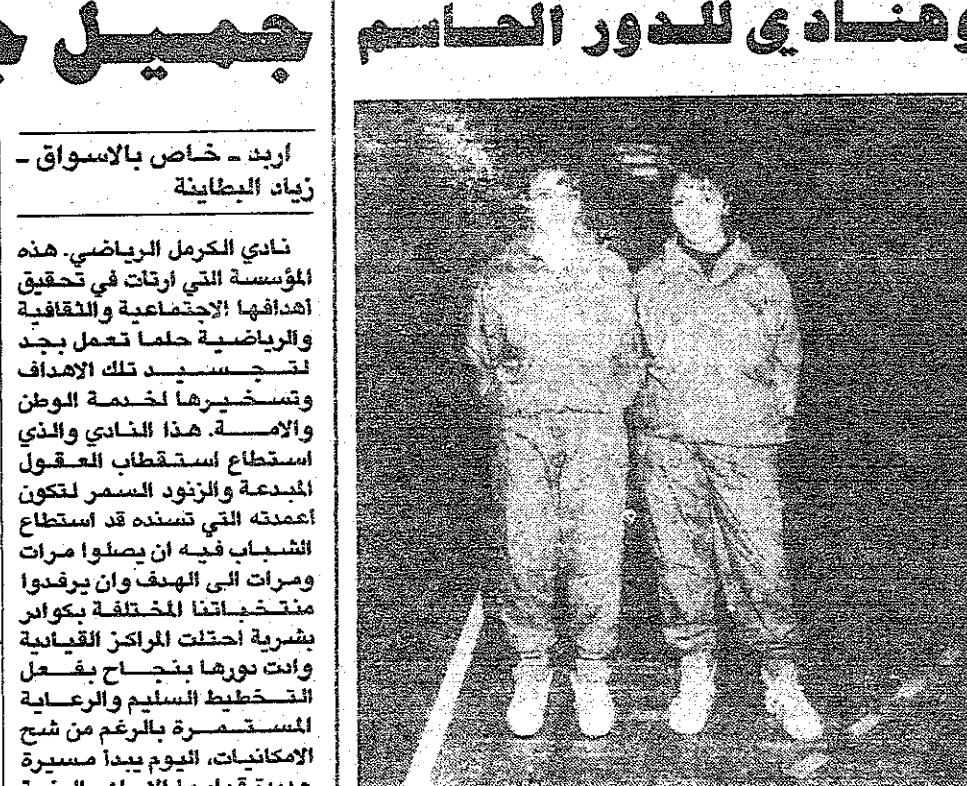 وهنادي للدور الحاسم
جميل
اربد - خاص بالاسواق -
زياد البطاينة
نادي الكرمل الرياضي. هذه
المؤسسة التي ارتأت في تحقيق
أهدافها الاجتماعية والثقافية
والرياضية حلما تعمل بجد
لتجسيد تلك الاهداف
وتسخيرها لخدمة الوطن
والامة. هذا النادي والذي
استطاع استقطاب العقول
المبدعة والزنود السمر لتكون
أعمدته التي تسنده قد استطاع
الشباب فيه ان يصلوا مرات
ومرات الى الهدف وان يرفدوا
منتخباتنا المختلفة بكوادر
بشرية احتلت المراكز القيادية
وادت دورها بنجاح بفعل
التخطيط السليم والرعاية
المستمرة بالرغم من شح
الامكانيات، اليوم يبدأ مسيرة